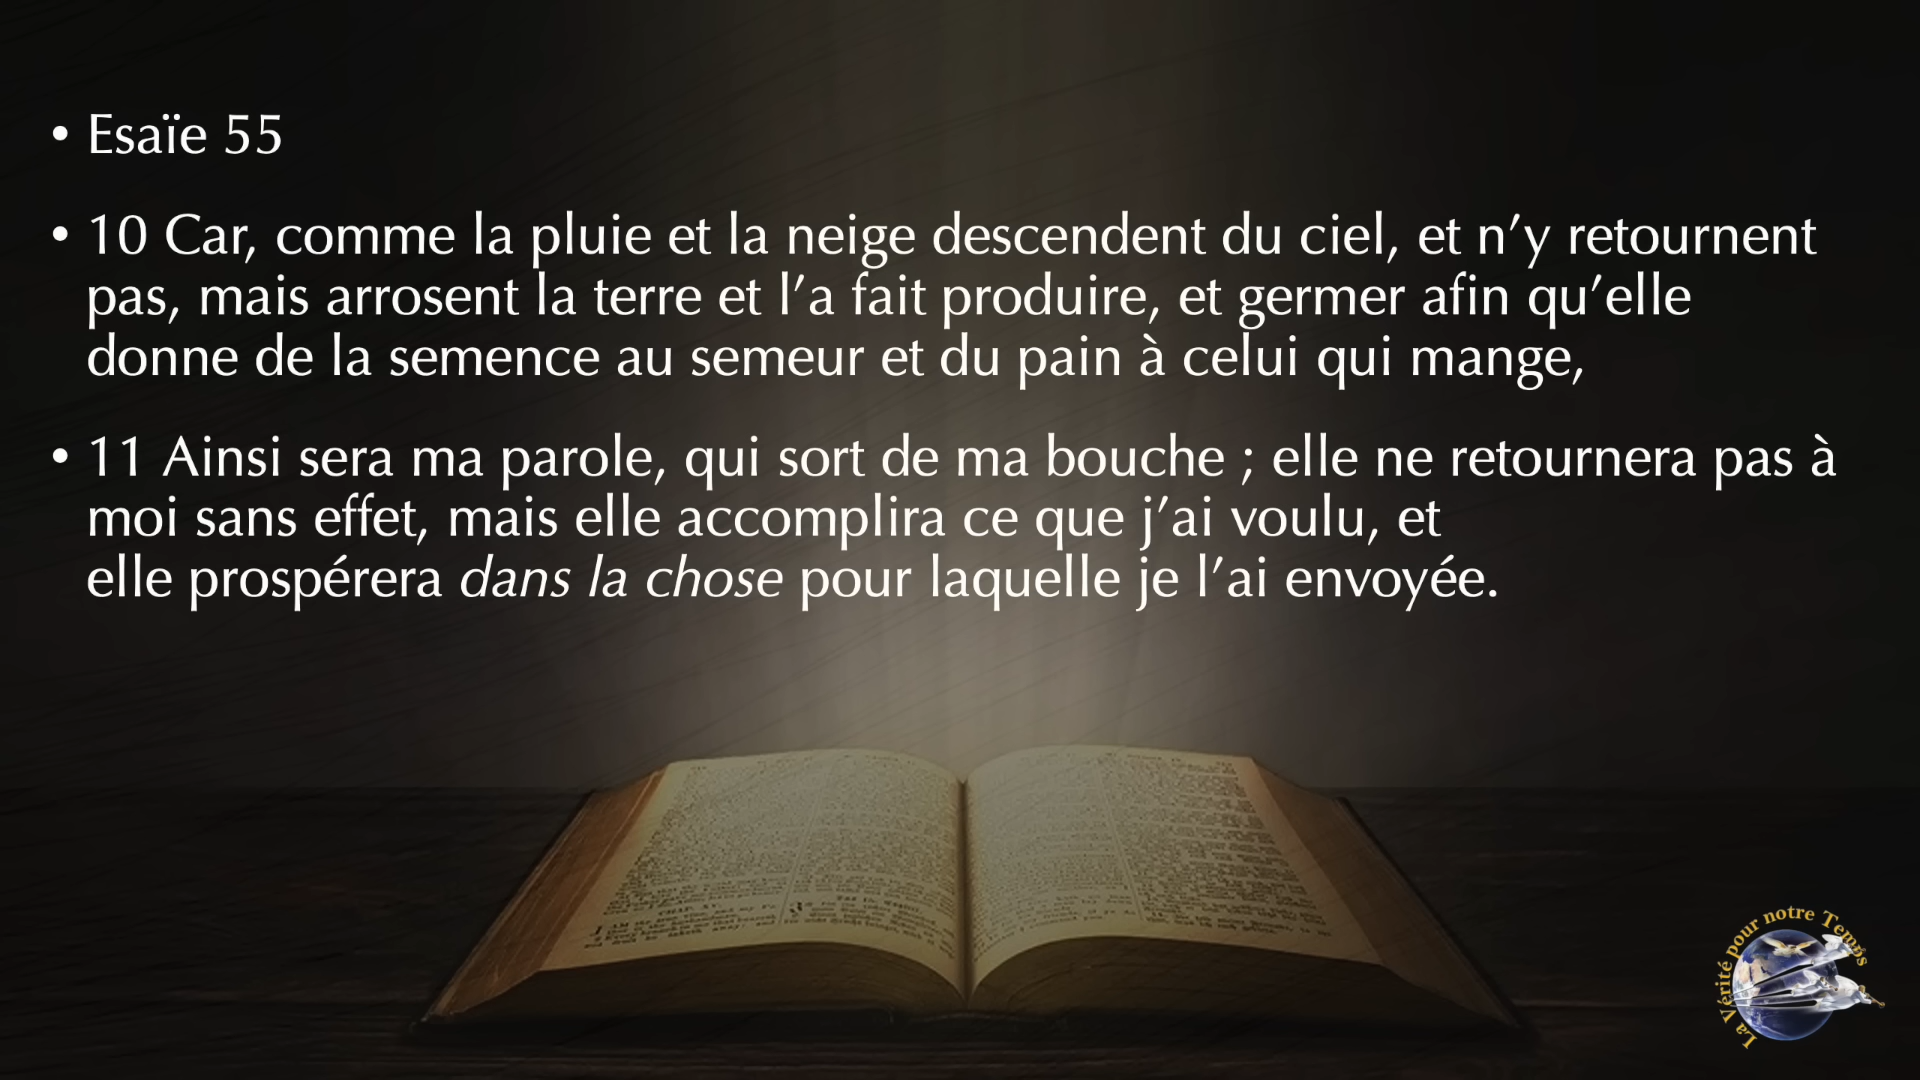 • Esaïe 55
• 10 Car, comme la pluie et la neige descendent du ciel, et n’y retournent
pas, mais arrosent la terre et l’a fait produire, et germer afin qu’elle
donne de la semence au semeur et du pain à celui qui mange,
• 11 Ainsi sera ma parole, qui sort de ma bouche ; elle ne retournera pas à
moi sans effet, mais elle accomplira ce que j’ai voulu, et
elle prospérera dans la chose pour laquelle je l’ai envoyée.
La Vérité pour notre Temps